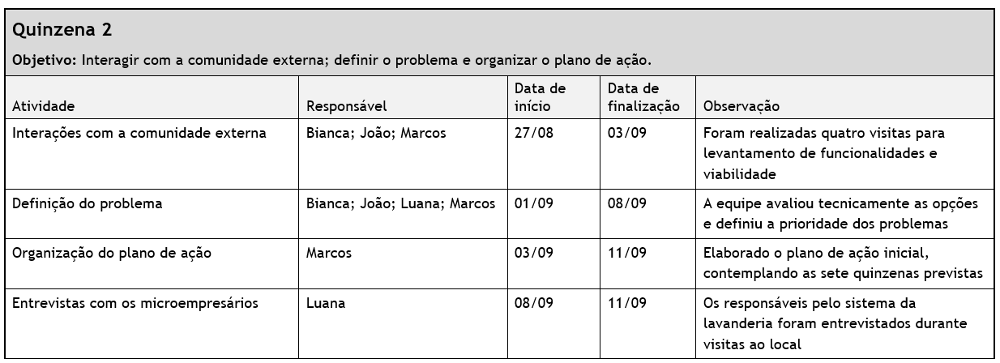 Quinzena 2
Objetivo: Interagir com a comunidade externa; definir o problema e organizar o plano de ação.
Atividade
Responsável
Data de
início
Data de
finalização
Observação
Interações com a comunidade externa
Bianca; João; Marcos
27/08
03/09
Foram realizadas quatro visitas para
levantamento de funcionalidades e
viabilidade
Definição do problema
Bianca; João; Luana; Marcos
01/09
08/09
A equipe avaliou tecnicamente as opções
e definiu a prioridade dos problemas
Organização do plano de ação
Marcos
03/09
11/09
Elaborado o plano de ação inicial,
contemplando as sete quinzenas previstas
Entrevistas com os microempresários
Luana
08/09
11/09
Os responsáveis pelo sistema da
lavanderia foram entrevistados durante
visitas ao local